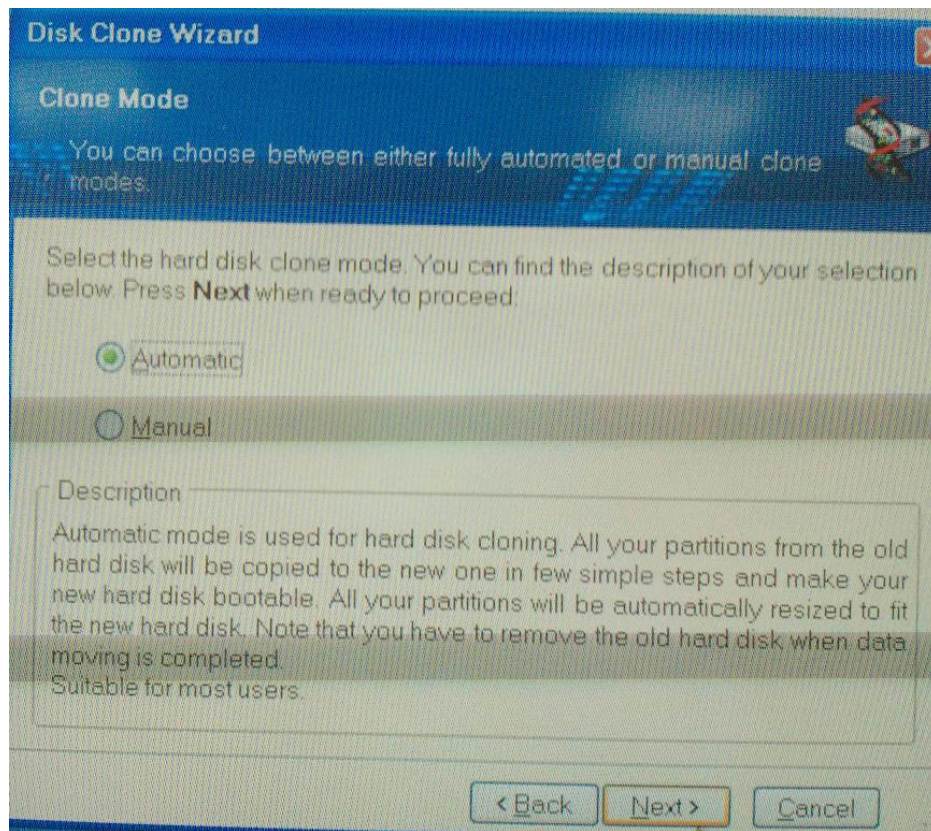 Disk Clone Wizard
Clone Mode
You can choose between either fully automated or manual clone
modes.
Select the hard disk clone mode. You can find the description of your selection
below. Press Next when ready to proceed:
Automatic
Manual
Description
Automatic mode is used for hard disk cloning. All your partitions from the old
hard disk will be copied to the new one in few simple steps and make your
new hard disk bootable. All your partitions will be automatically resized to fit
the new hard disk. Note that you have to remove the old hard disk when data
moving is completed.
Suitable for most users.
< Back Next > Cancel